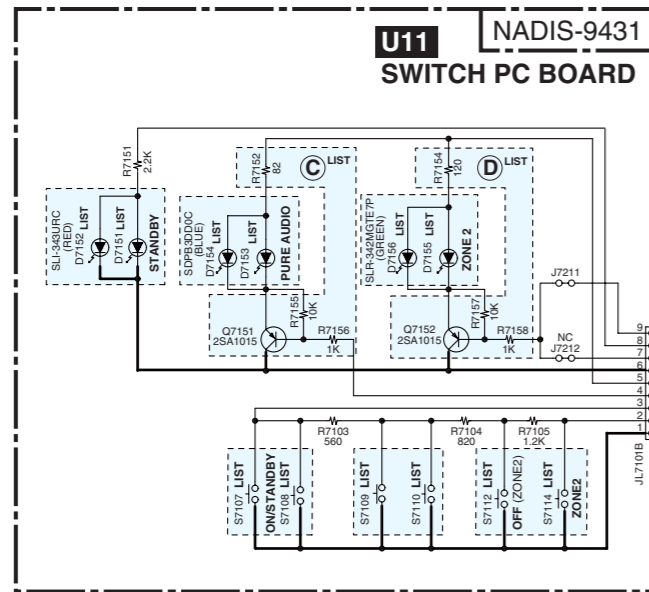 U11
NADIS-9431
SWITCH PC BOARD
R7151
2.2K
R7152
82
C
LIST
R7154
120
D
LIST
SLI-343URC
(RED)
D7152 LIST
D7151 LIST
STANDBY
SDPB3DD0C
(BLUE)
D7154 LIST
D7153 LIST
PURE AUDIO
SLR-342MGTE7P
(GREEN)
D7156 LIST
D7155 LIST
ZONE 2
R7155
10K
R7157
10K
Q7151
2SA1015
R7156
1K
Q7152
2SA1015
R7158
1K
J7211
NC
J7212
9
8
7
6
5
4
3
2
1
JL7101B
R7103
560
R7104
820
R7105
1.2K
S7107 LIST
ON/STANDBY
S7108 LIST
S7109 LIST
S7110 LIST
S7112 LIST
OFF (ZONE2)
S7114 LIST
ZONE2